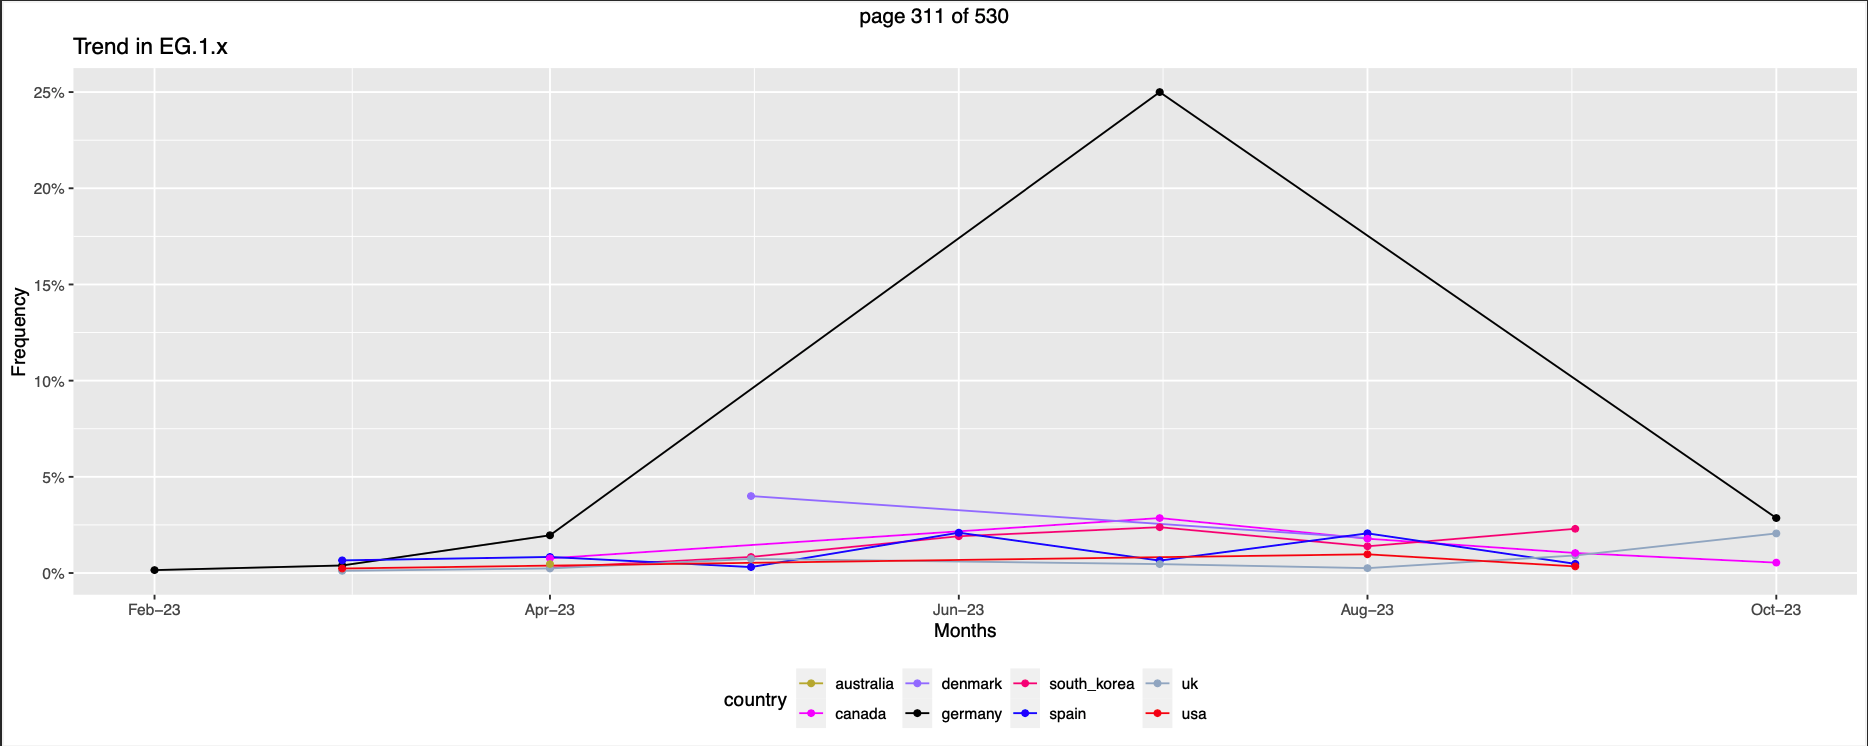 page 311 of 530
Trend in EG.1.x
25%
20%
15%
10%
5%
0%
Frequency
Feb–23 Apr–23 Jun–23 Aug–23 Oct–23
Months
country
australia denmark south_korea uk
canada germany spain usa